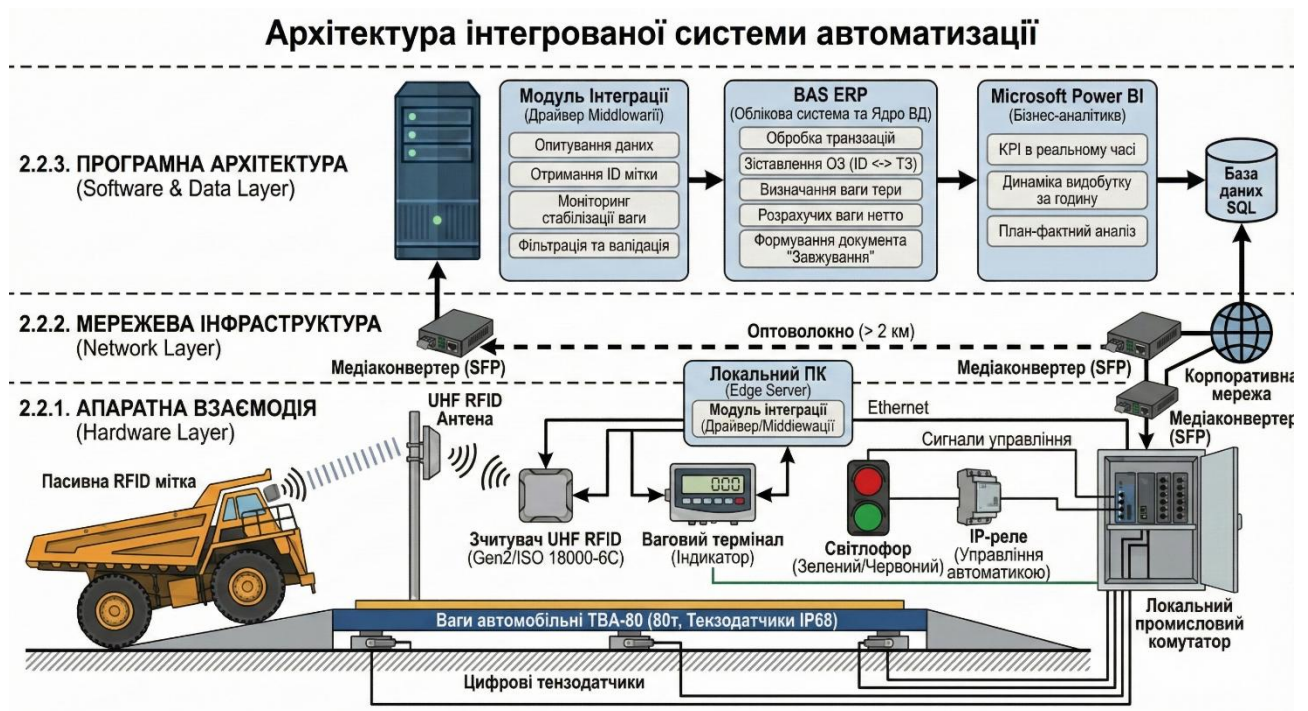 Архітектура інтегрованої системи автоматизації
2.2.3. ПРОГРАМНА АРХІТЕКТУРА
(Software & Data Layer)
Модуль Інтеграції
(Драйвер Middlowarii)
Опитування даних
Отримання ID мітки
Моніторинг
стабілізації ваги
Фільтрація та валідація
BAS ERP
(Облікова система та Ядро ВД)
Обробка транзацій
Зіставлення ОЗ (ID <-> ТЗ)
Визначання ваги тери
Розрахучих ваги нетто
Формування документа
"Завжування"
Microsoft Power BI
(Бізнес-аналітикв)
KPI в реальному часі
Динаміка видобутку
за годину
План-фактний аналіз
База
даних
SQL
2.2.2. МЕРЕЖЕВА ІНФРАСТРУКТУРА
(Network Layer)
Медіаконвертер (SFP)
Оптоволокно (> 2 км)
Медіаконвертер (SFP)
Корпоративна
мережа
2.2.1. АПАРАТНА ВЗАЄМОДІЯ
(Hardware Layer)
UHF RFID
Антена
Локальний ПК
(Edge Server)
Модуль інтеграції
(Драйвер/Middiewації)
Ethernet
Медіаконвертер
(SFP)
Сигнали управління
Пасивна RFID мітка
000
Зчитувач UHF RFID
(Gen2/ISO 18000-6C)
Ваговий термінал
(Індикатор)
Світлофор
(Зелений/Червоний)
IP-реле
(Управління
автоматикою)
Локальний
промисловий
комутатор
Ваги автомобільні ТВА-80 (80т, Текзодатчики IP68)
Цифрові тензодатчики